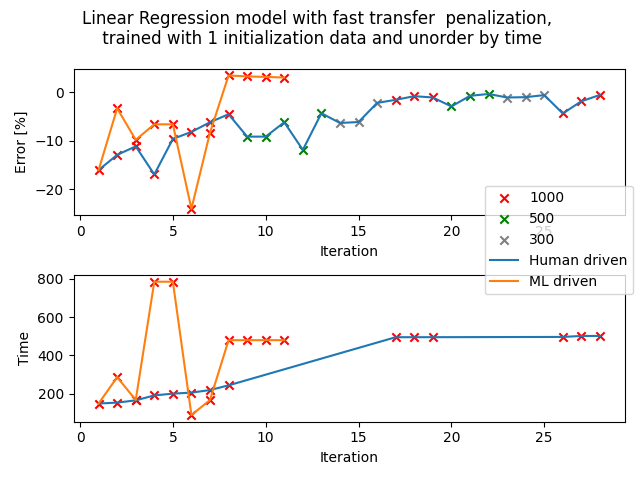 Linear Regression model with fast transfer  penalization,
trained with 1 initialization data and unorder by time
Error [%]
0
−10
−20
0 5 10 15 20 25
Iteration
1000
500
300
Human driven
ML driven
Time
800
600
400
200
0 5 10 15 20 25
Iteration